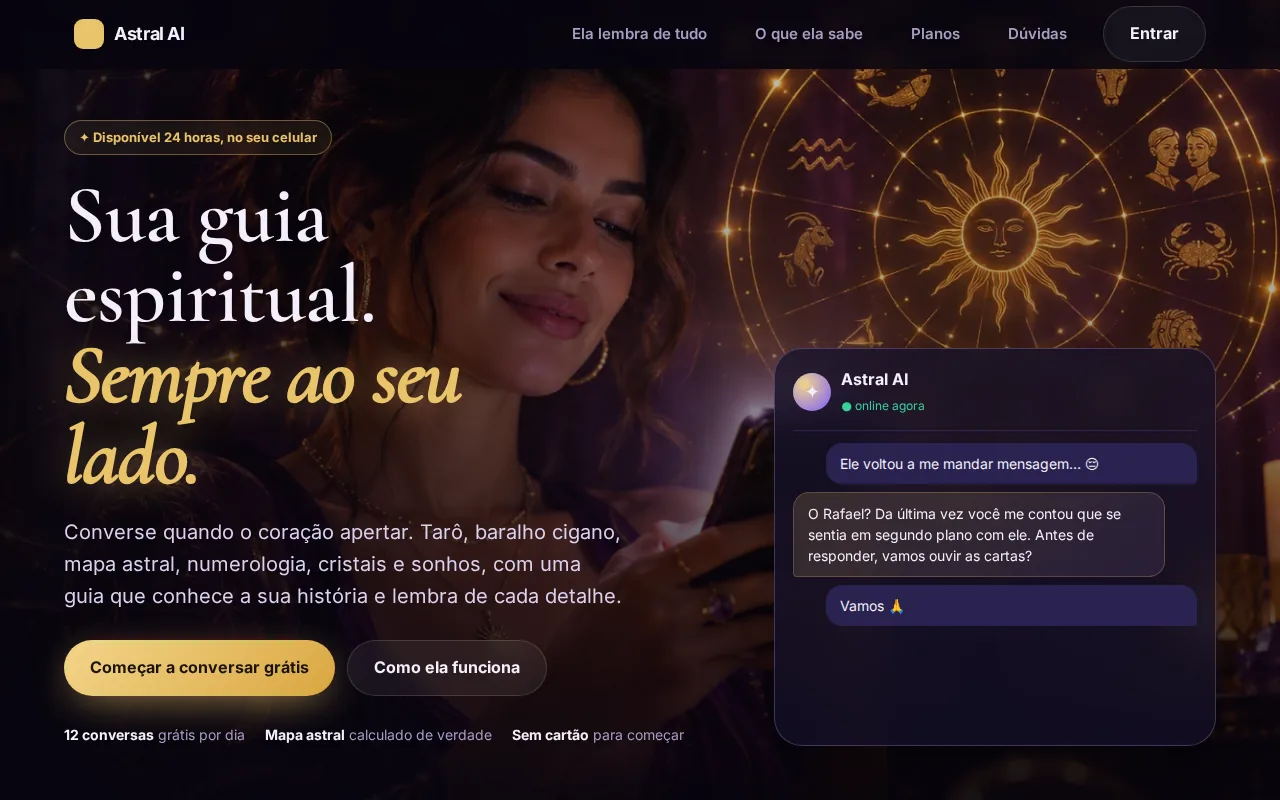 Astral AI
Ela lembra de tudo
O que ela sabe
Planos
Dúvidas
Entrar
✦ Disponível 24 horas, no seu celular
Sua guia
espiritual.
Sempre ao seu
lado.
Converse quando o coração apertar. Tarô, baralho cigano,
mapa astral, numerologia, cristais e sonhos, com uma
guia que conhece a sua história e lembra de cada detalhe.
Começar a conversar grátis
Como ela funciona
12 conversas grátis por dia
Mapa astral calculado de verdade
Sem cartão para começar
Astral AI
online agora
Ele voltou a me mandar mensagem... 😔
O Rafael? Da última vez você me contou que se
sentia em segundo plano com ele. Antes de
responder, vamos ouvir as cartas?
Vamos 🙏